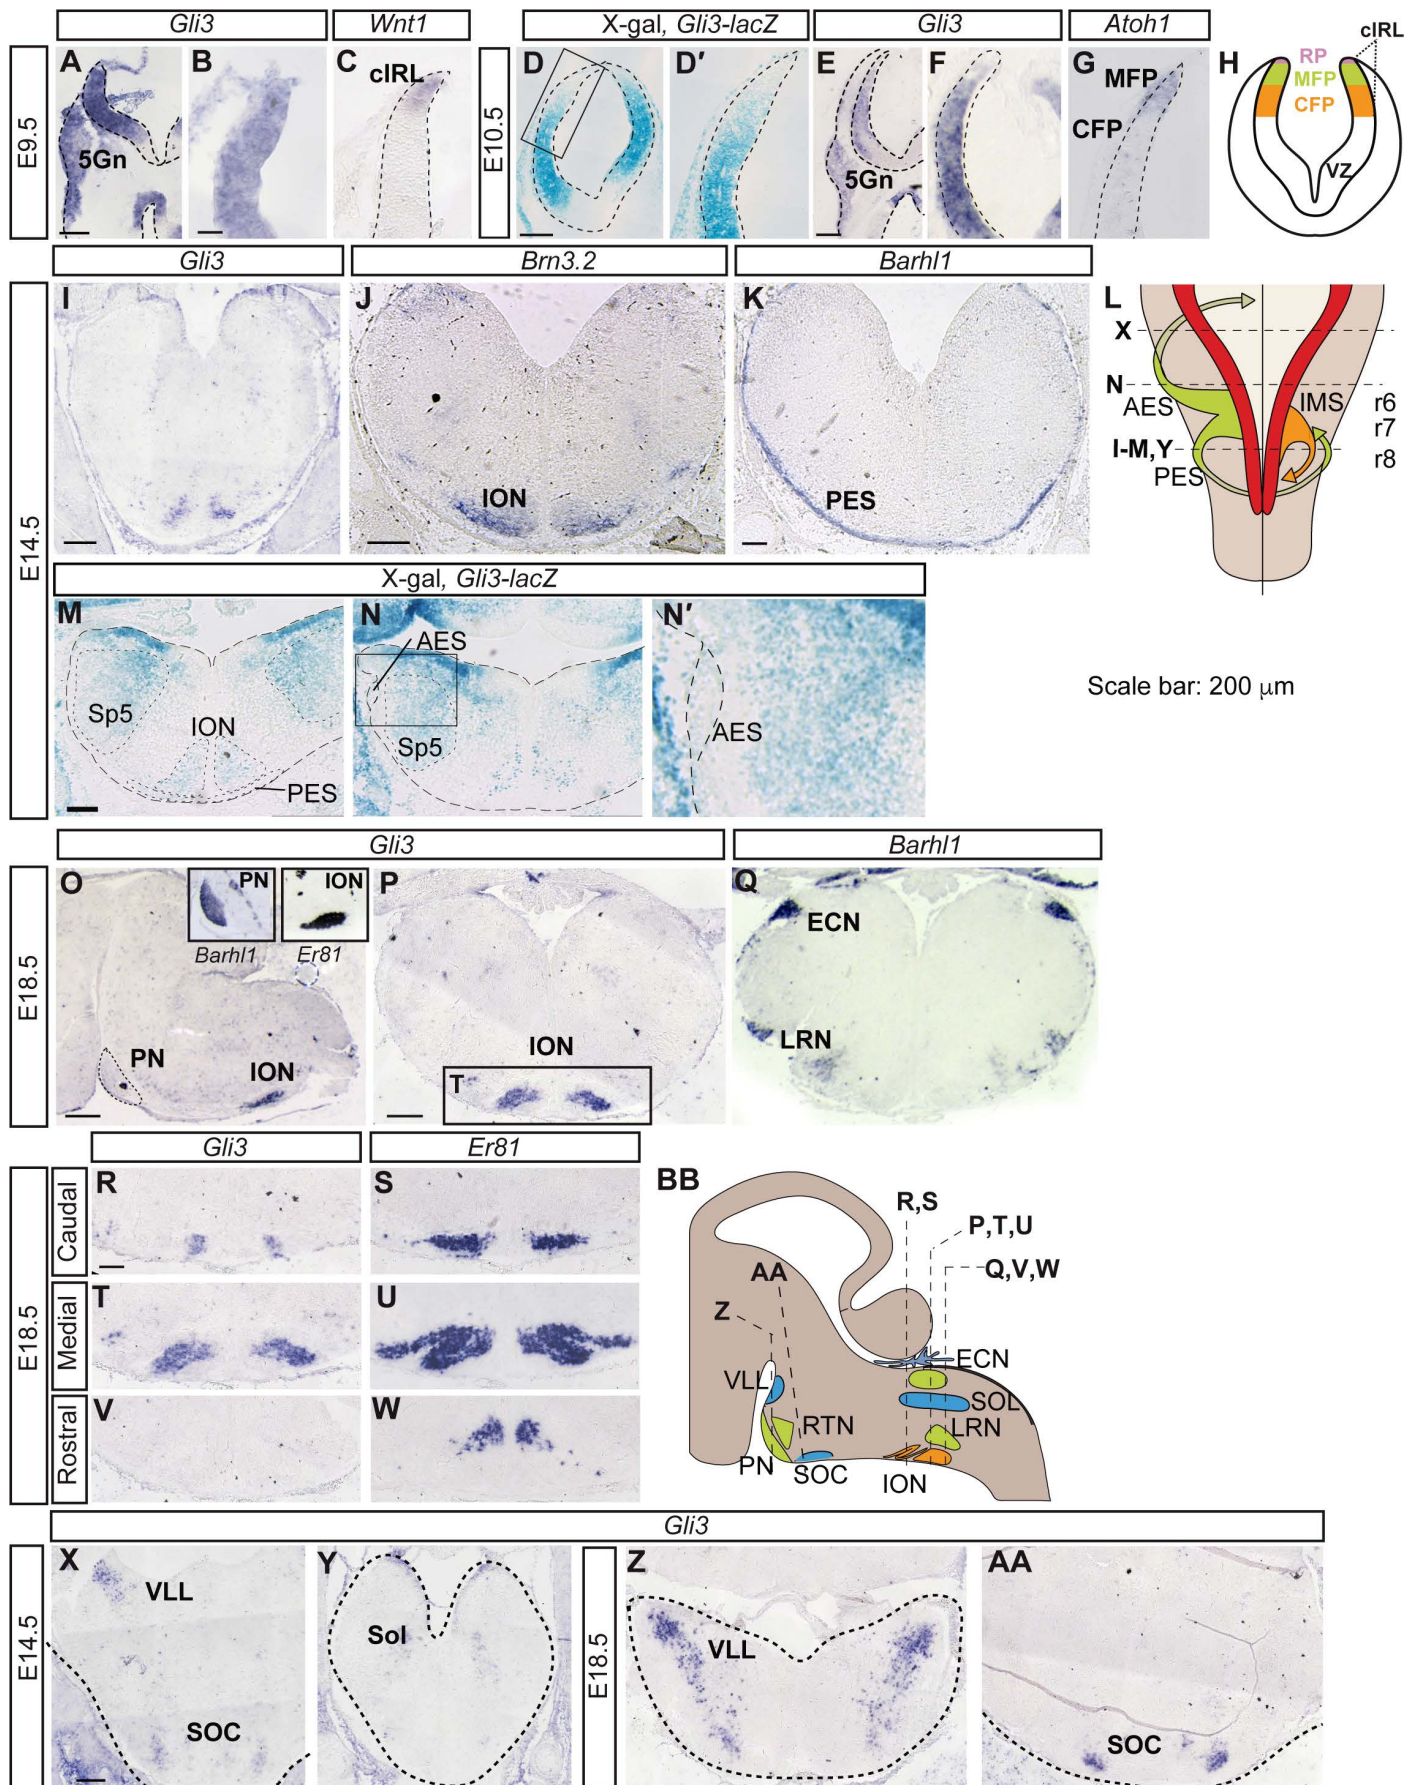 Gli3
Wnt1
X-gal, Gli3-lacZ
Gli3
Atoh1
E9.5
A
5Gn
B
C
cIRL
E10.5
D
D′
E
5Gn
F
G
MFP
CFP
H
cIRL
RP
MFP
CFP
VZ
Gli3
Brn3.2
Barhl1
E14.5
I
J
ION
K
PES
L
X
N
AES
IMS
r6
r7
I-M,Y
r8
PES
X-gal, Gli3-lacZ
M
Sp5
ION
PES
N
AES
Sp5
N′
AES
Scale bar: 200 µm
Gli3
Barhl1
E18.5
O
PN
ION
Barhl1
Er81
PN
ION
P
ION
T
Q
ECN
LRN
Gli3
Er81
E18.5
Caudal
R
S
Medial
T
U
Rostral
V
W
BB
R,S
P,T,U
Q,V,W
AA
Z
ECN
VLL
SOL
RTN
LRN
PN
SOC
ION
Gli3
E14.5
X
VLL
SOC
Y
Sol
E18.5
Z
VLL
AA
SOC